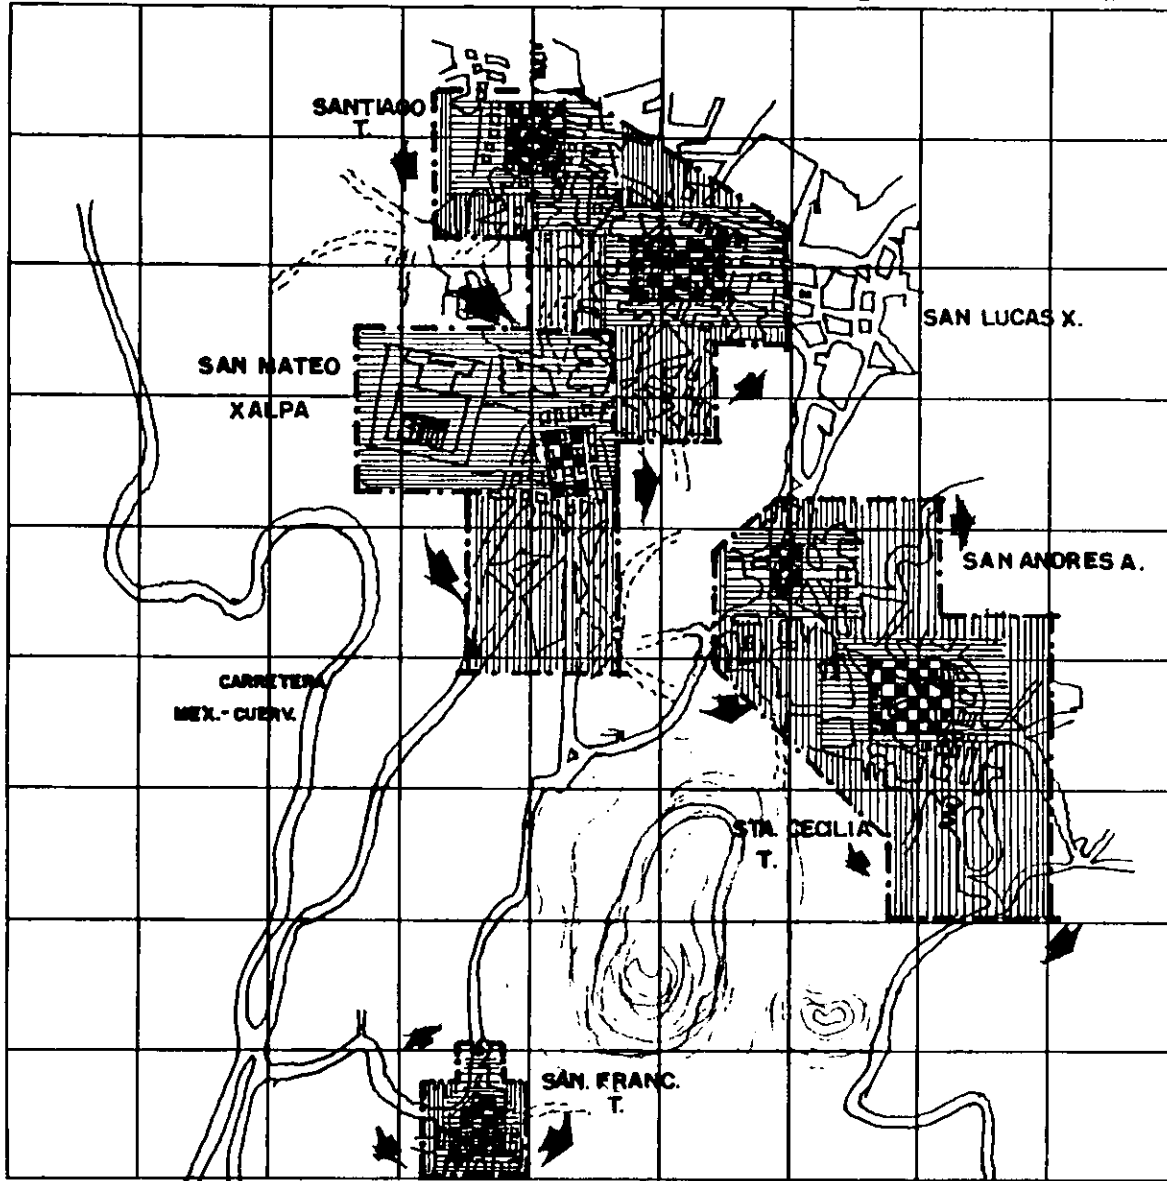 SANTIAGO
T.
SAN LUCAS X.
SAN MATEO
XALPA
SAN ANDRES A.
CARRETERA
MEX.-CUERV.
STA. CECILIA
T.
SAN. FRANC.
T.